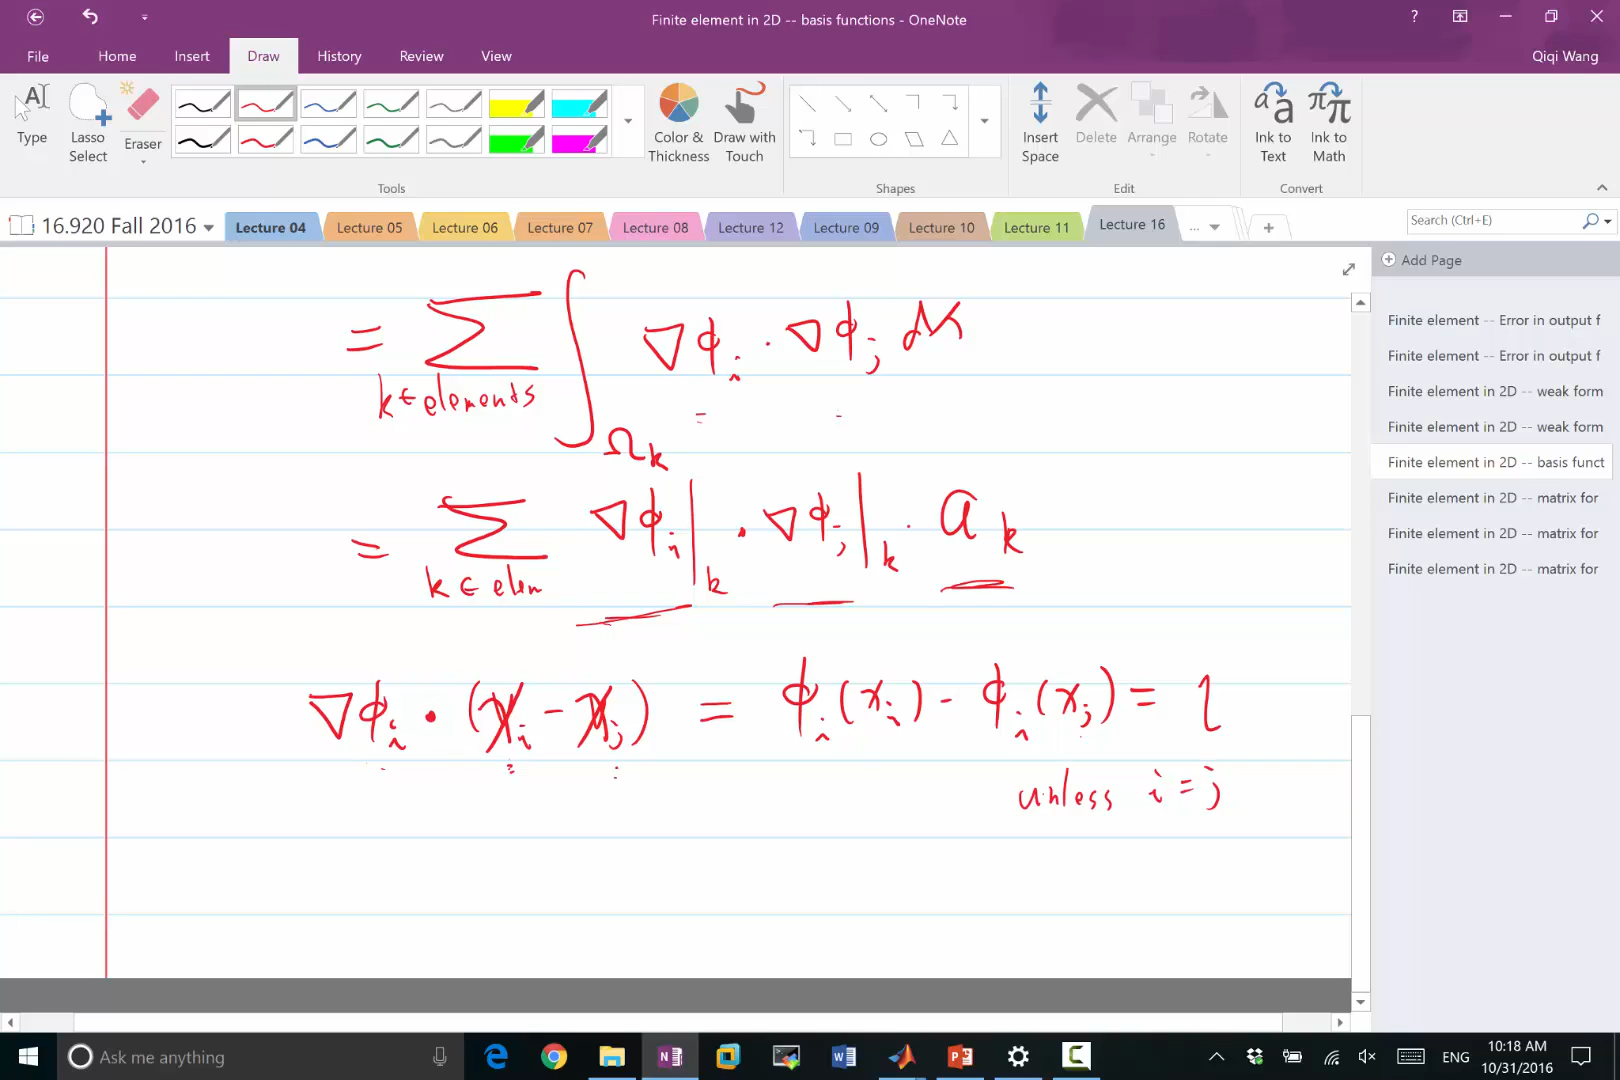 Finite element in 2D -- basis functions - OneNote
?
File Home Insert Draw History Review View
Qiqi Wang
Type
Lasso Select
Eraser
Color & Thickness
Draw with Touch
Insert Space
Delete
Arrange
Rotate
Ink to Text
Ink to Math
Tools
Shapes
Edit
Convert
16.920 Fall 2016
Lecture 04 Lecture 05 Lecture 06 Lecture 07 Lecture 08 Lecture 12 Lecture 09 Lecture 10 Lecture 11 Lecture 16 ...
Search (Ctrl+E)
Add Page
Finite element -- Error in output f
Finite element -- Error in output f
Finite element in 2D -- weak form
Finite element in 2D -- weak form
Finite element in 2D -- basis funct
Finite element in 2D -- matrix for
Finite element in 2D -- matrix for
Finite element in 2D -- matrix for
= Σ_{k∈elements} ∫_{Ω_k} ∇ϕ_i · ∇ϕ_j dx
= Σ_{k∈elem} ∇ϕ_i|_k · ∇ϕ_j|_k · a_k
∇ϕ_i · (x_i - x_j) = ϕ_i(x_i) - ϕ_i(x_j) = 1
unless i = j
Ask me anything
ENG
10:18 AM
10/31/2016